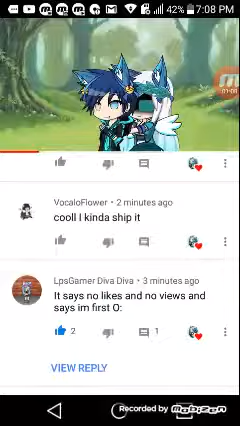 42% 7:08 PM
VocaloFlower • 2 minutes ago
cooll I kinda ship it
LpsGamer Diva Diva • 3 minutes ago
It says no likes and no views and
says im first O:
2
1
VIEW REPLY
Recorded by mobizen